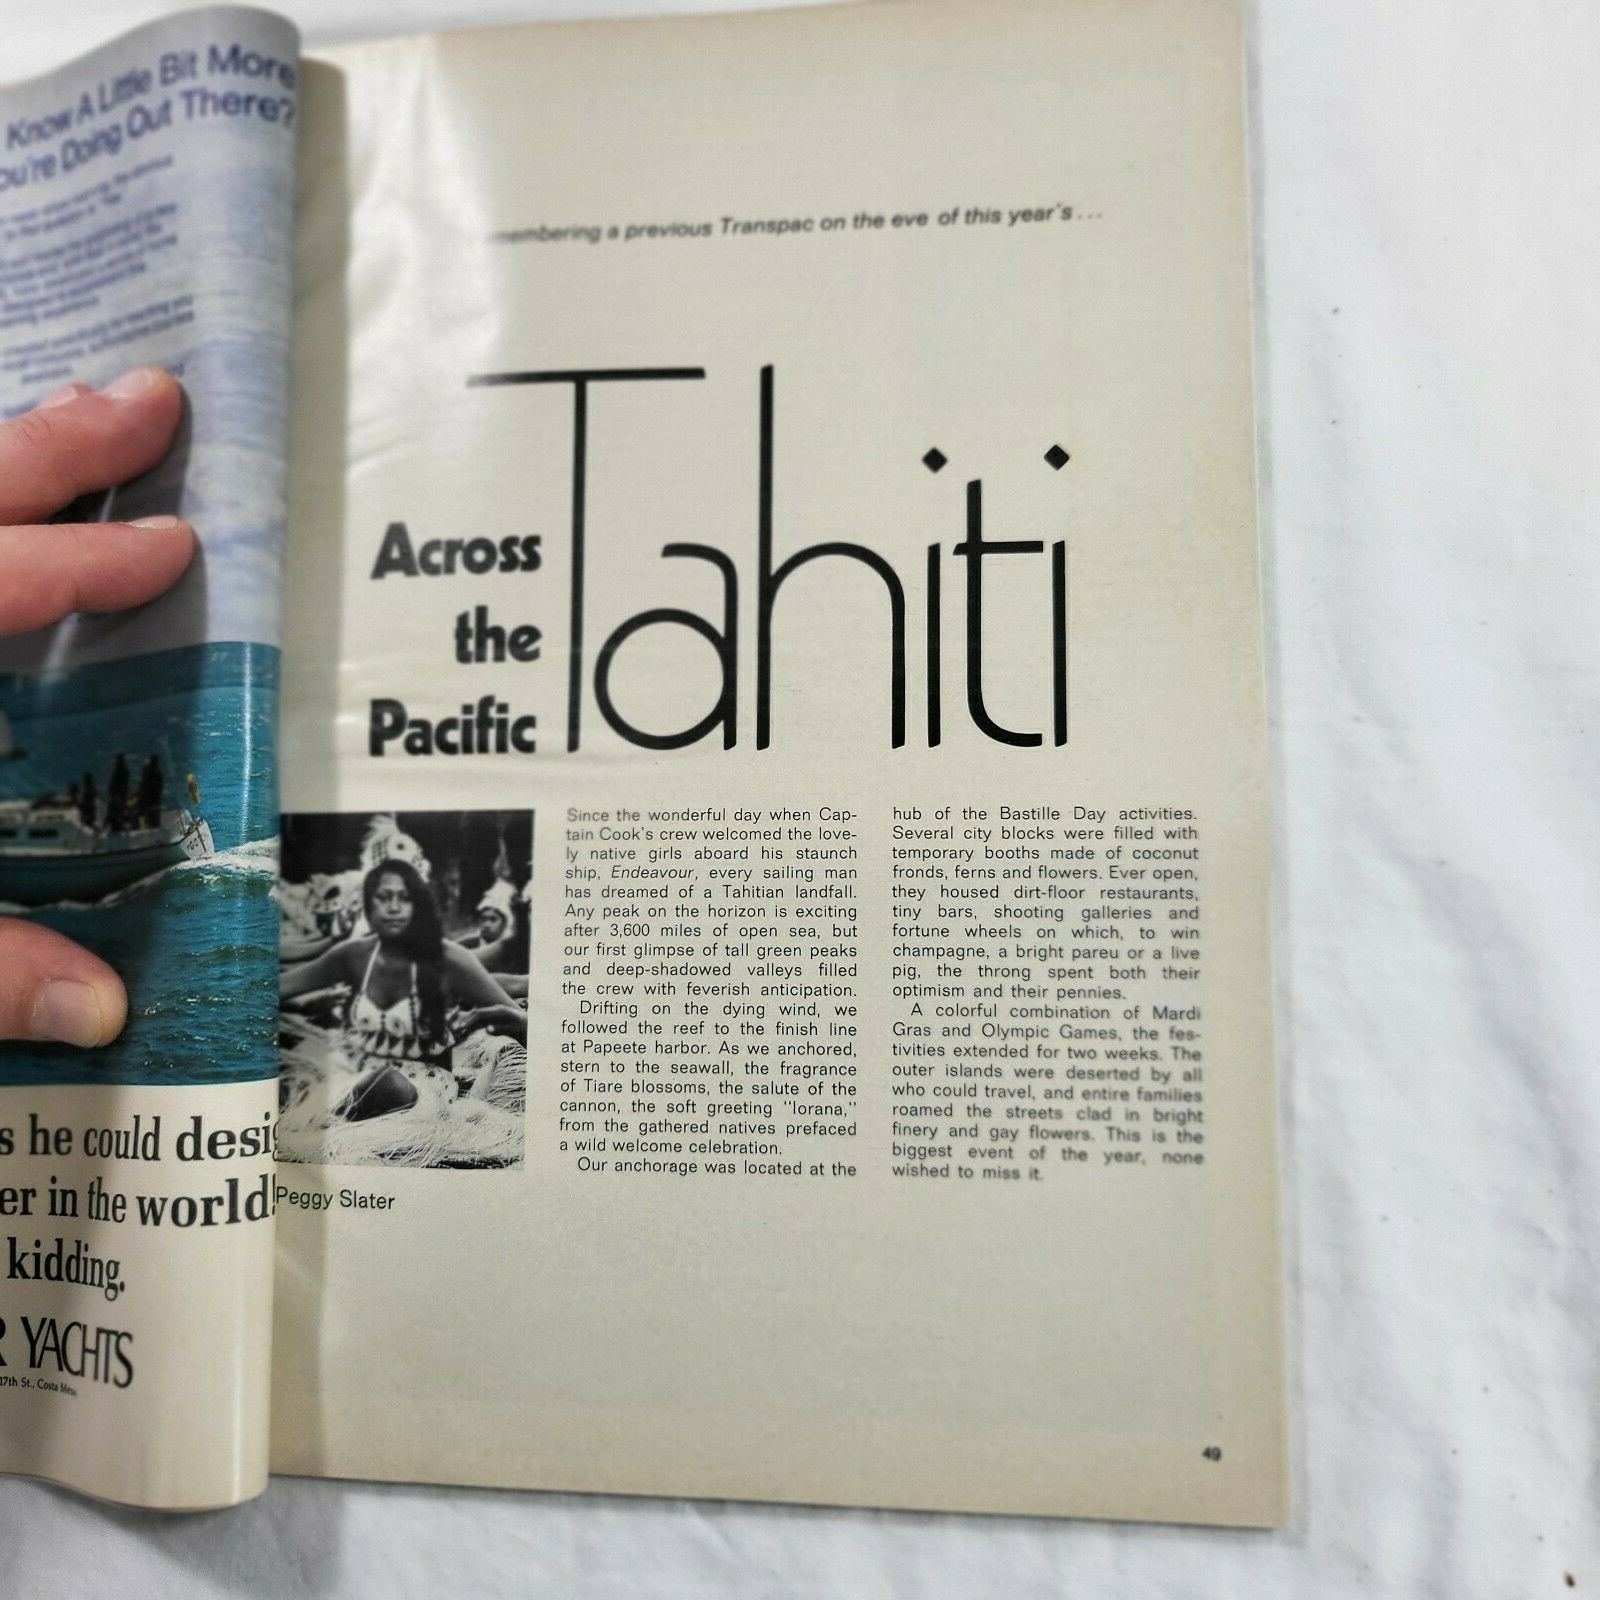 Know A Little Bit More
ou're Doing Out There?
s he could desig
er in the world!
kidding.
R YACHTS
17th St., Costa Mesa
membering a previous Transpac on the eve of this year's...
Across
the
Pacific
Tahiti
Peggy Slater
Since the wonderful day when Cap-
tain Cook's crew welcomed the love-
ly native girls aboard his staunch
ship, Endeavour, every sailing man
has dreamed of a Tahitian landfall.
Any peak on the horizon is exciting
after 3,600 miles of open sea, but
our first glimpse of tall green peaks
and deep-shadowed valleys filled
the crew with feverish anticipation.
Drifting on the dying wind, we
followed the reef to the finish line
at Papeete harbor. As we anchored,
stern to the seawall, the fragrance
of Tiare blossoms, the salute of the
cannon, the soft greeting "Iorana,"
from the gathered natives prefaced
a wild welcome celebration.
Our anchorage was located at the
hub of the Bastille Day activities.
Several city blocks were filled with
temporary booths made of coconut
fronds, ferns and flowers. Ever open,
they housed dirt-floor restaurants,
tiny bars, shooting galleries and
fortune wheels on which, to win
champagne, a bright pareu or a live
pig, the throng spent both their
optimism and their pennies.
A colorful combination of Mardi
Gras and Olympic Games, the fes-
tivities extended for two weeks. The
outer islands were deserted by all
who could travel, and entire families
roamed the streets clad in bright
finery and gay flowers. This is the
biggest event of the year, none
wished to miss it.
49